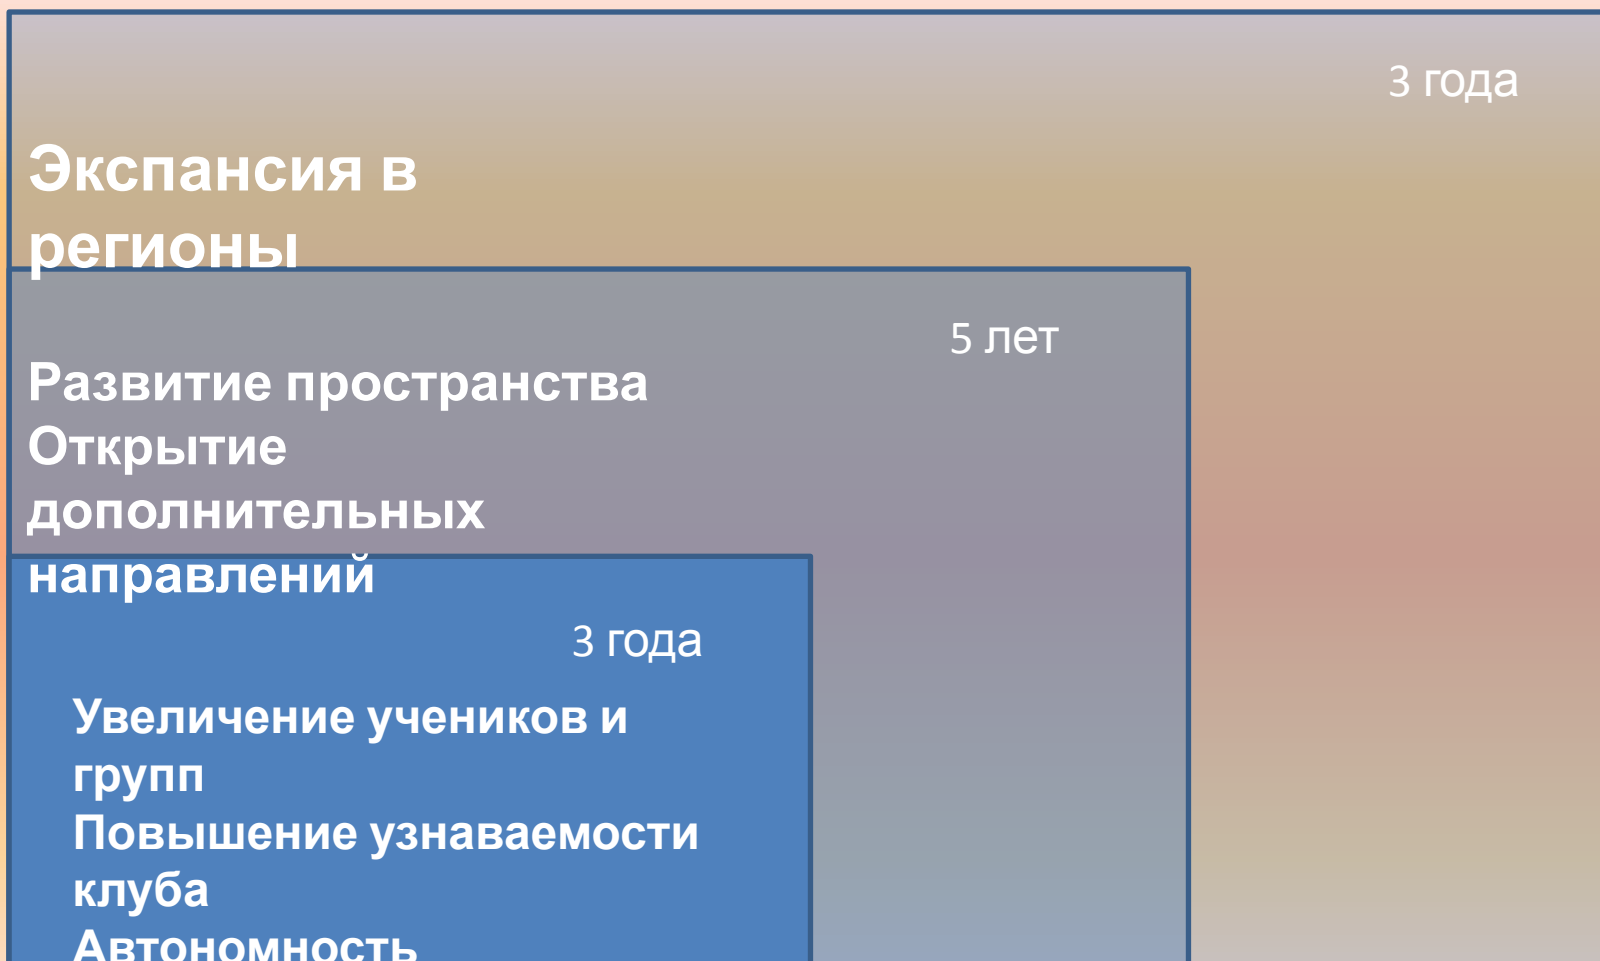 3 года
Экспансия в
регионы
5 лет
Развитие пространства
Открытие
дополнительных
направлений
3 года
Увеличение учеников и
групп
Повышение узнаваемости
клуба
Автономность